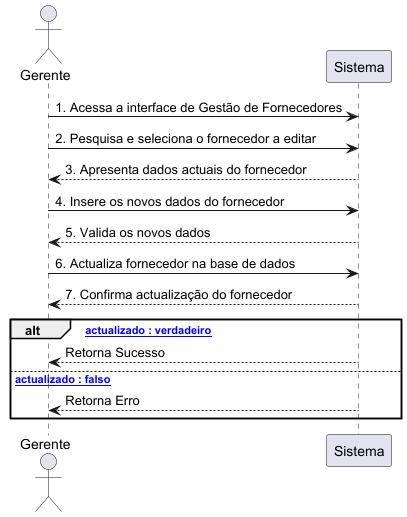 Gerente
Sistema
1. Acessa a interface de Gestão de Fornecedores
2. Pesquisa e seleciona o fornecedor a editar
3. Apresenta dados actuais do fornecedor
4. Insere os novos dados do fornecedor
5. Valida os novos dados
6. Actualiza fornecedor na base de dados
7. Confirma actualização do fornecedor
alt actualizado : verdadeiro
Retorna Sucesso
actualizado : falso
Retorna Erro
Gerente
Sistema